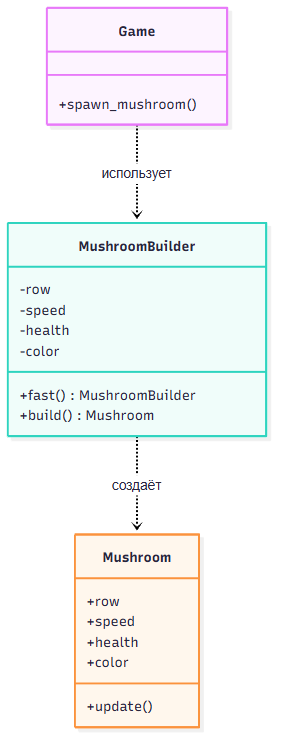 Game
+spawn_mushroom()
использует
MushroomBuilder
-row
-speed
-health
-color
+fast() : MushroomBuilder
+build() : Mushroom
создаёт
Mushroom
+row
+speed
+health
+color
+update()